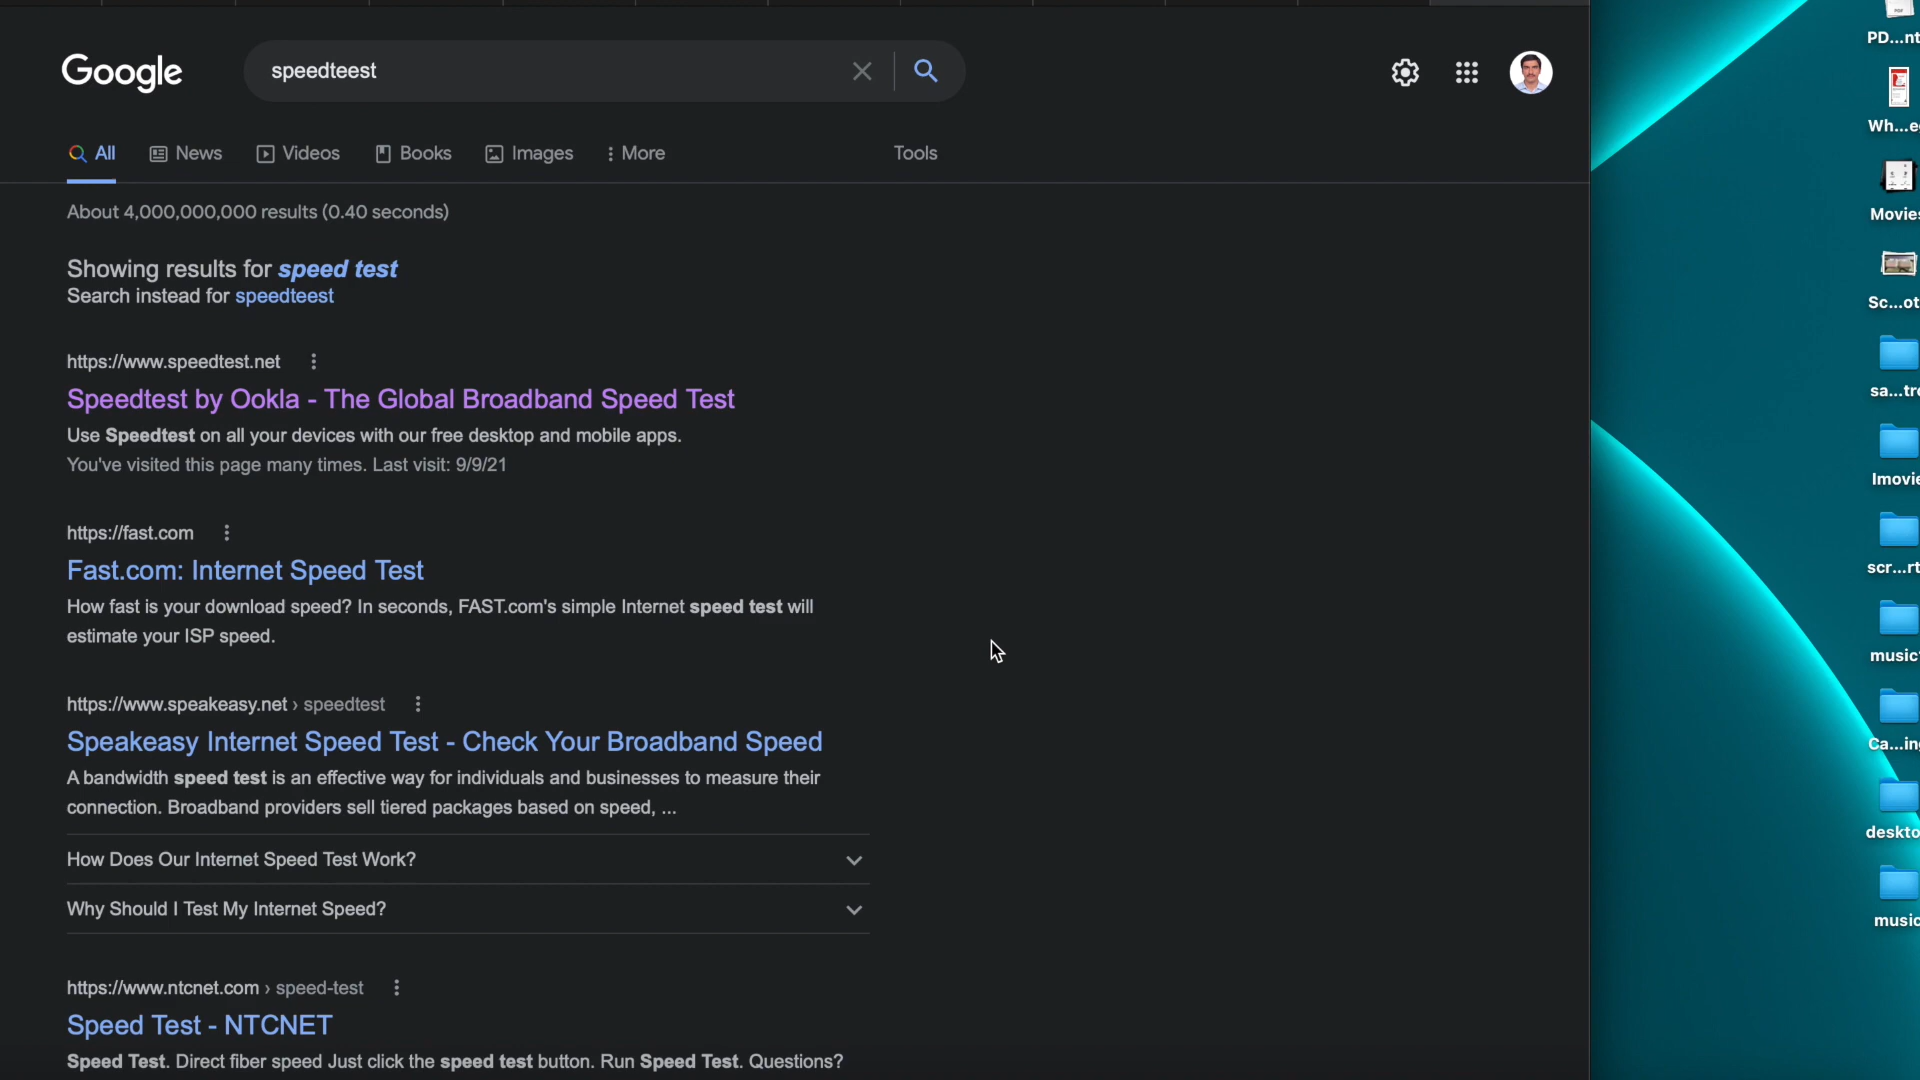 Google
speedteest
All
News
Videos
Books
Images
More
Tools
About 4,000,000,000 results (0.40 seconds)
Showing results for speed test
Search instead for speedteest
https://www.speedtest.net
Speedtest by Ookla - The Global Broadband Speed Test
Use Speedtest on all your devices with our free desktop and mobile apps.
You've visited this page many times. Last visit: 9/9/21
https://fast.com
Fast.com: Internet Speed Test
How fast is your download speed? In seconds, FAST.com's simple Internet speed test will
estimate your ISP speed.
https://www.speakeasy.net › speedtest
Speakeasy Internet Speed Test - Check Your Broadband Speed
A bandwidth speed test is an effective way for individuals and businesses to measure their
connection. Broadband providers sell tiered packages based on speed, ...
How Does Our Internet Speed Test Work?
Why Should I Test My Internet Speed?
https://www.ntcnet.com › speed-test
Speed Test - NTCNET
Speed Test. Direct fiber speed Just click the speed test button. Run Speed Test. Questions?
PD...nt
Wh...e
Movies
Sc...ot
sa...tr
Imovie
scr...rt
music
Ca...in
deskto
music